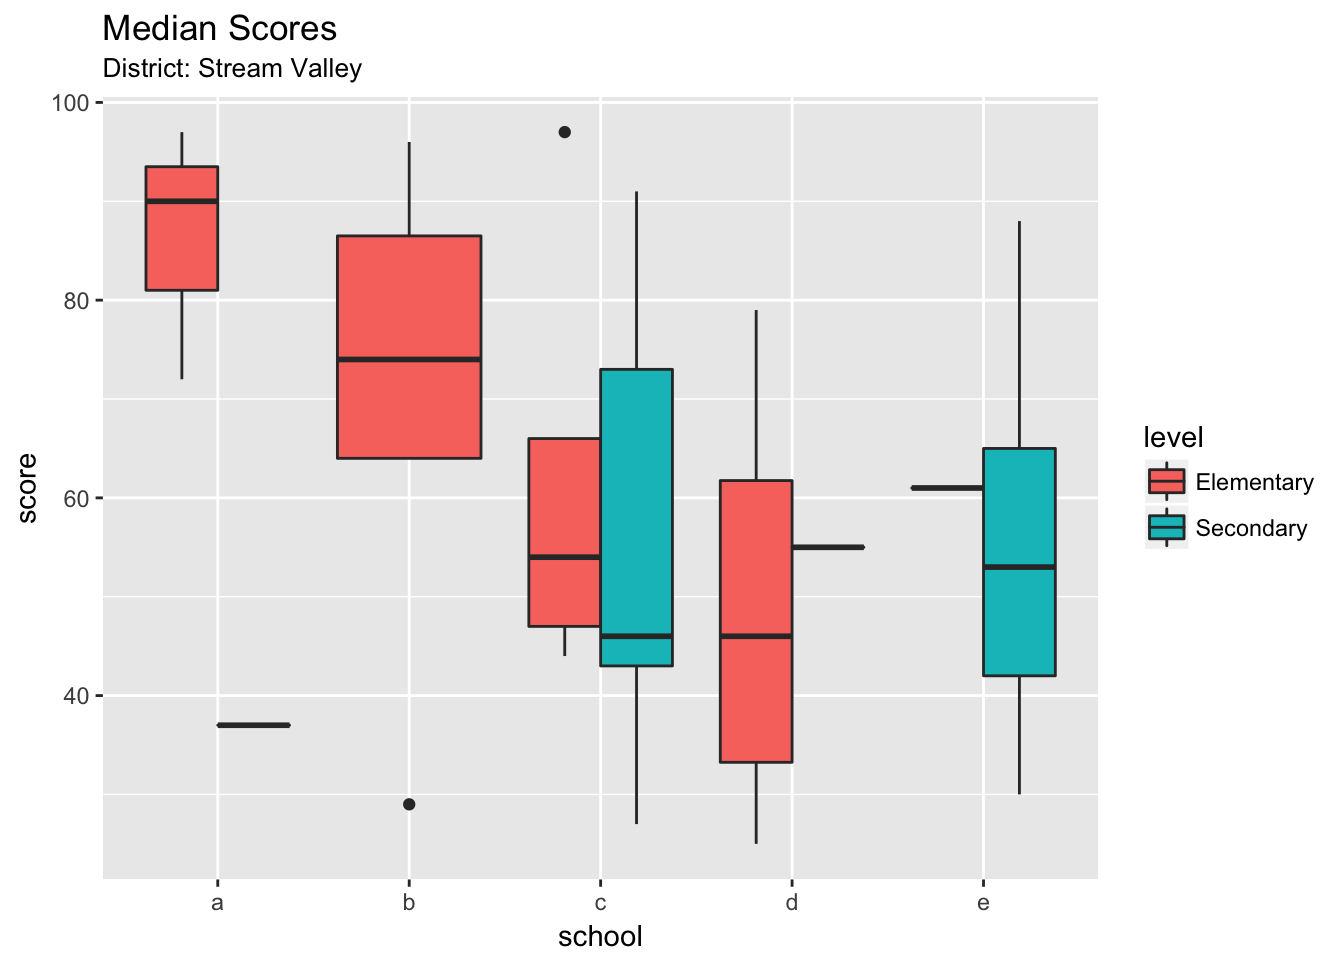 Median Scores
District: Stream Valley
100
80
60
40
score
a b c d e
school
level
Elementary
Secondary